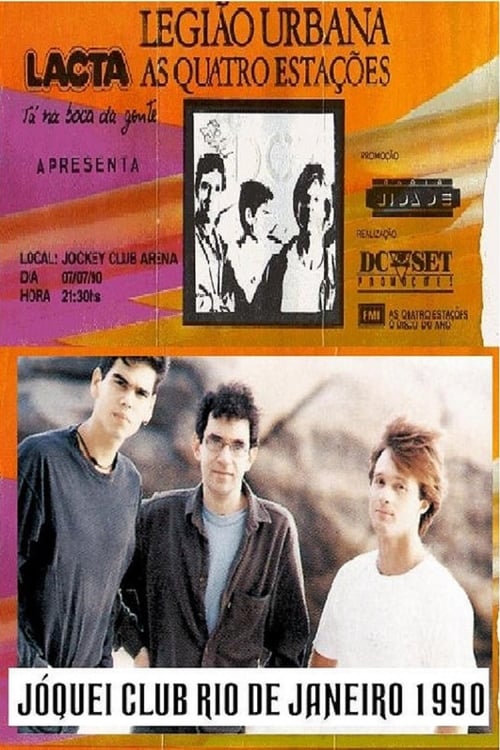 LEGIÃO URBANA
LACTA AS QUATRO ESTAÇÕES
Tá na boca da gente
APRESENTA
PROMOÇÃO
REALIZAÇÃO
LOCAL: JOCKEY CLUB ARENA
DIA 07/07/90
HORA 21:30hs
DC SET
PROMOÇÕES
EMI AS QUATRO ESTAÇÕES
O DISCO DO ANO
JÓQUEI CLUB RIO DE JANEIRO 1990